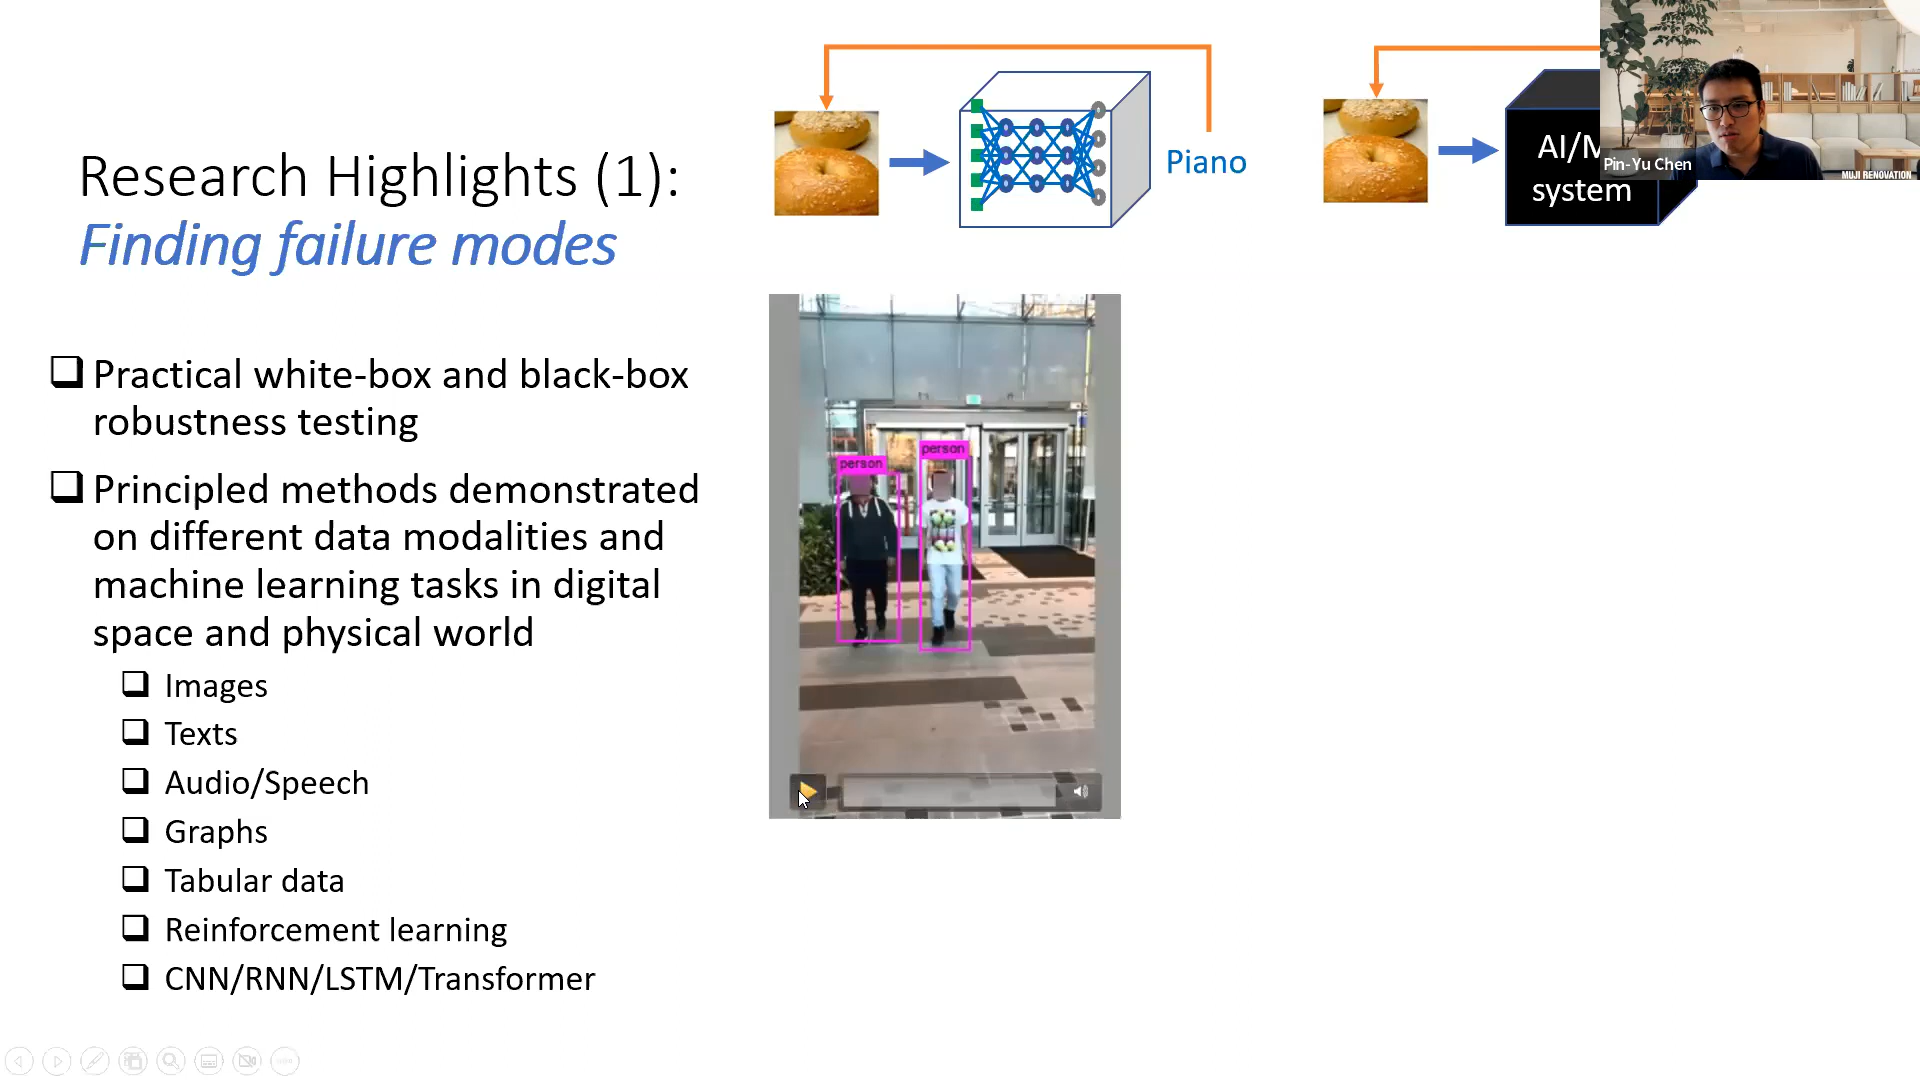 Research Highlights (1):
Finding failure modes
Practical white-box and black-box
robustness testing
Principled methods demonstrated
on different data modalities and
machine learning tasks in digital
space and physical world
Images
Texts
Audio/Speech
Graphs
Tabular data
Reinforcement learning
CNN/RNN/LSTM/Transformer
Piano
AI/M
system
Pin-Yu Chen
MUJI RENOVATION
person
person